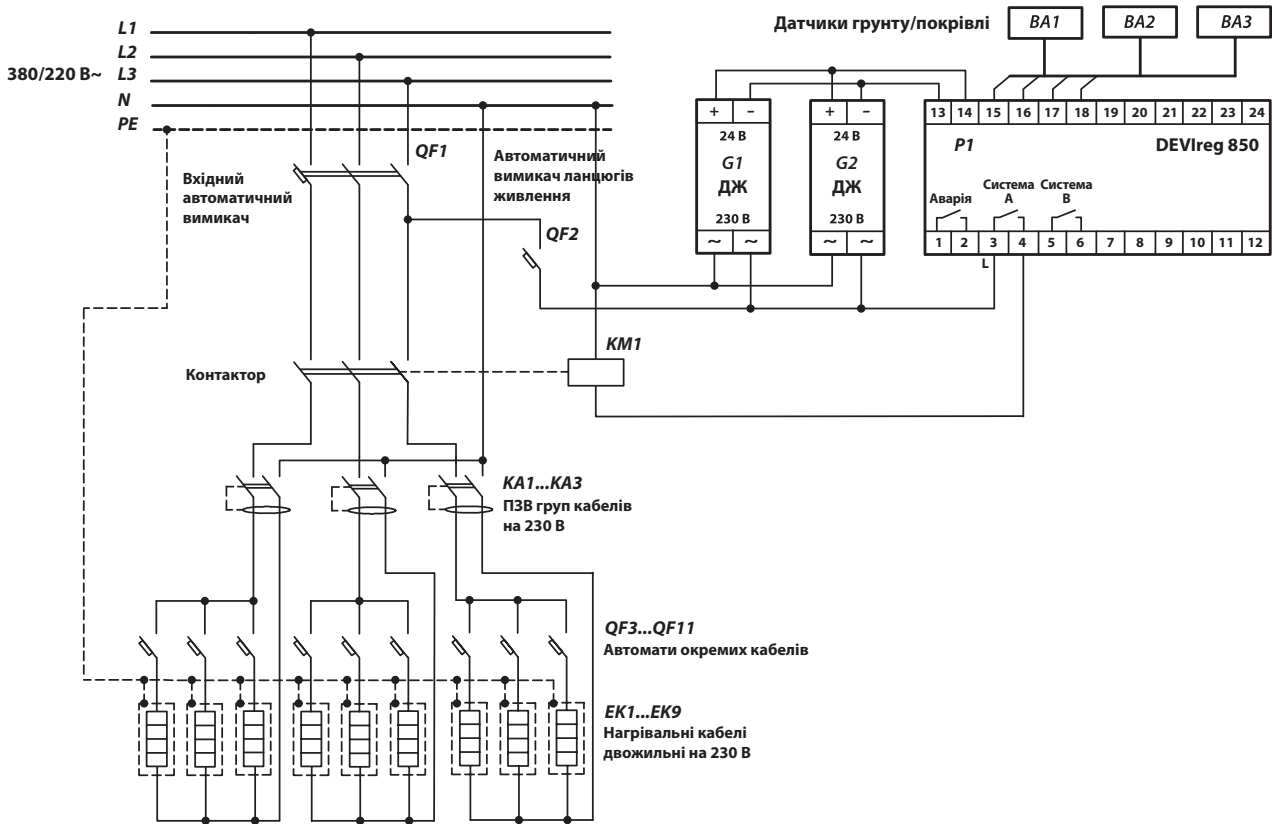 Датчики грунту/покрівлі
BA1
BA2
BA3
380/220 В~
L1
L2
L3
N
PE
QF1
Вхідний
автоматичний
вимикач
Автоматичний
вимикач ланцюгів
живлення
QF2
+ –
24 В
G1
ДЖ
230 В
~ ~
+ –
24 В
G2
ДЖ
230 В
~ ~
13 14 15 16 17 18 19 20 21 22 23 24
P1
DEVIreg 850
Аварія
Система
A
Система
B
1 2 3 4 5 6 7 8 9 10 11 12
L
KM1
Контактор
KA1...KA3
ПЗВ груп кабелів
на 230 В
QF3...QF11
Автомати окремих кабелів
EK1...EK9
Нагрівальні кабелі
двожильні на 230 В